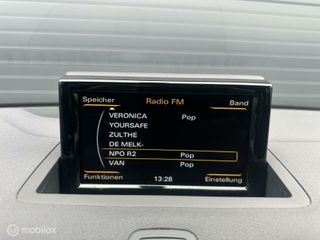 Speicher Radio FM Band
VERONICA Pop
YOURSAFE
ZULTHE
DE MELK-
NPO R2 Pop
VAN Pop
Funktionen 13:28 Einstellung
© mobilox